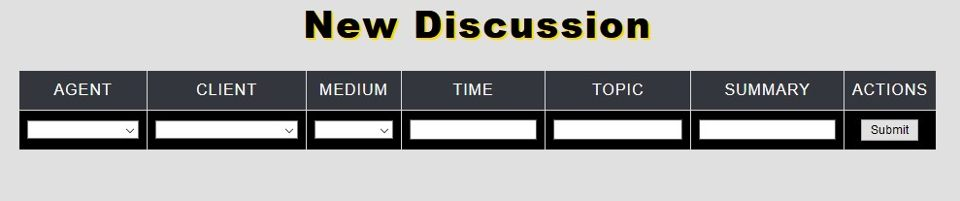 New Discussion
AGENT CLIENT MEDIUM TIME TOPIC SUMMARY ACTIONS
Submit